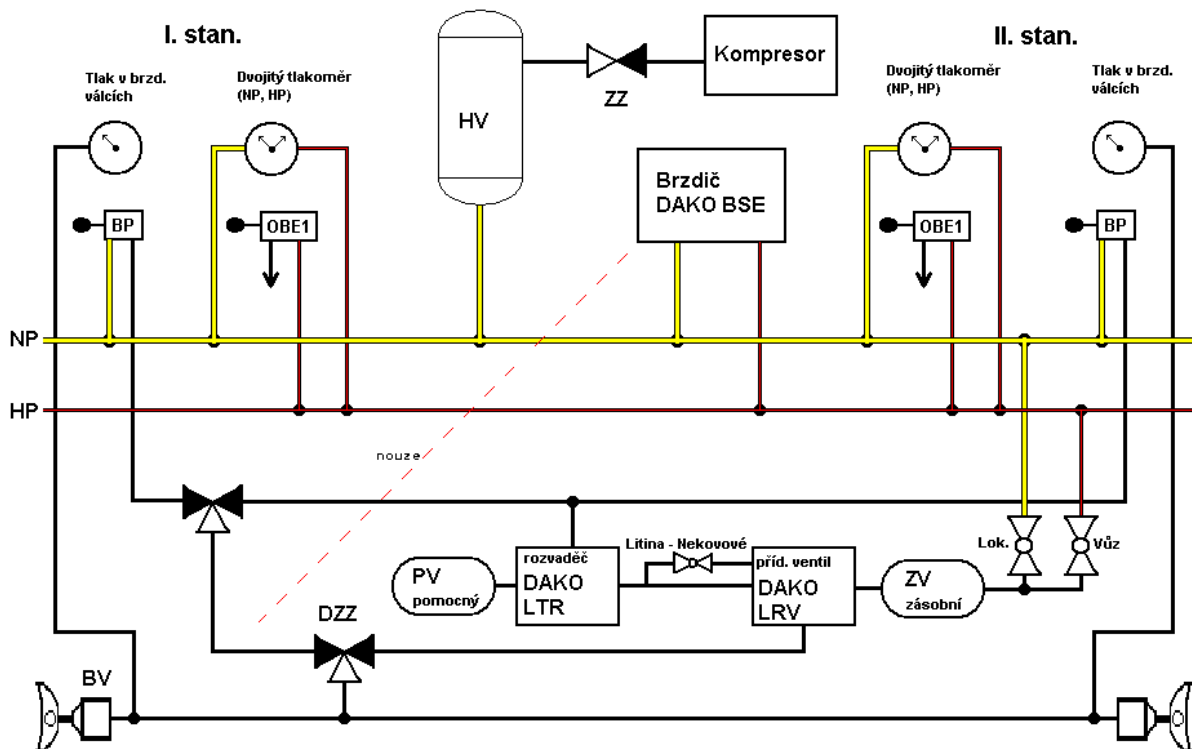 I. stan.
II. stan.
Kompresor
ZZ
HV
Tlak v brzd.
válcích
Dvojitý tlakoměr
(NP, HP)
Dvojitý tlakoměr
(NP, HP)
Tlak v brzd.
válcích
Brzdič
DAKO BSE
BP
OBE1
OBE1
BP
NP
HP
nouze
Litina - Nekovové
Lok.
Vůz
PV
pomocný
rozvaděč
DAKO
LTR
příd. ventil
DAKO
LRV
ZV
zásobní
DZZ
BV